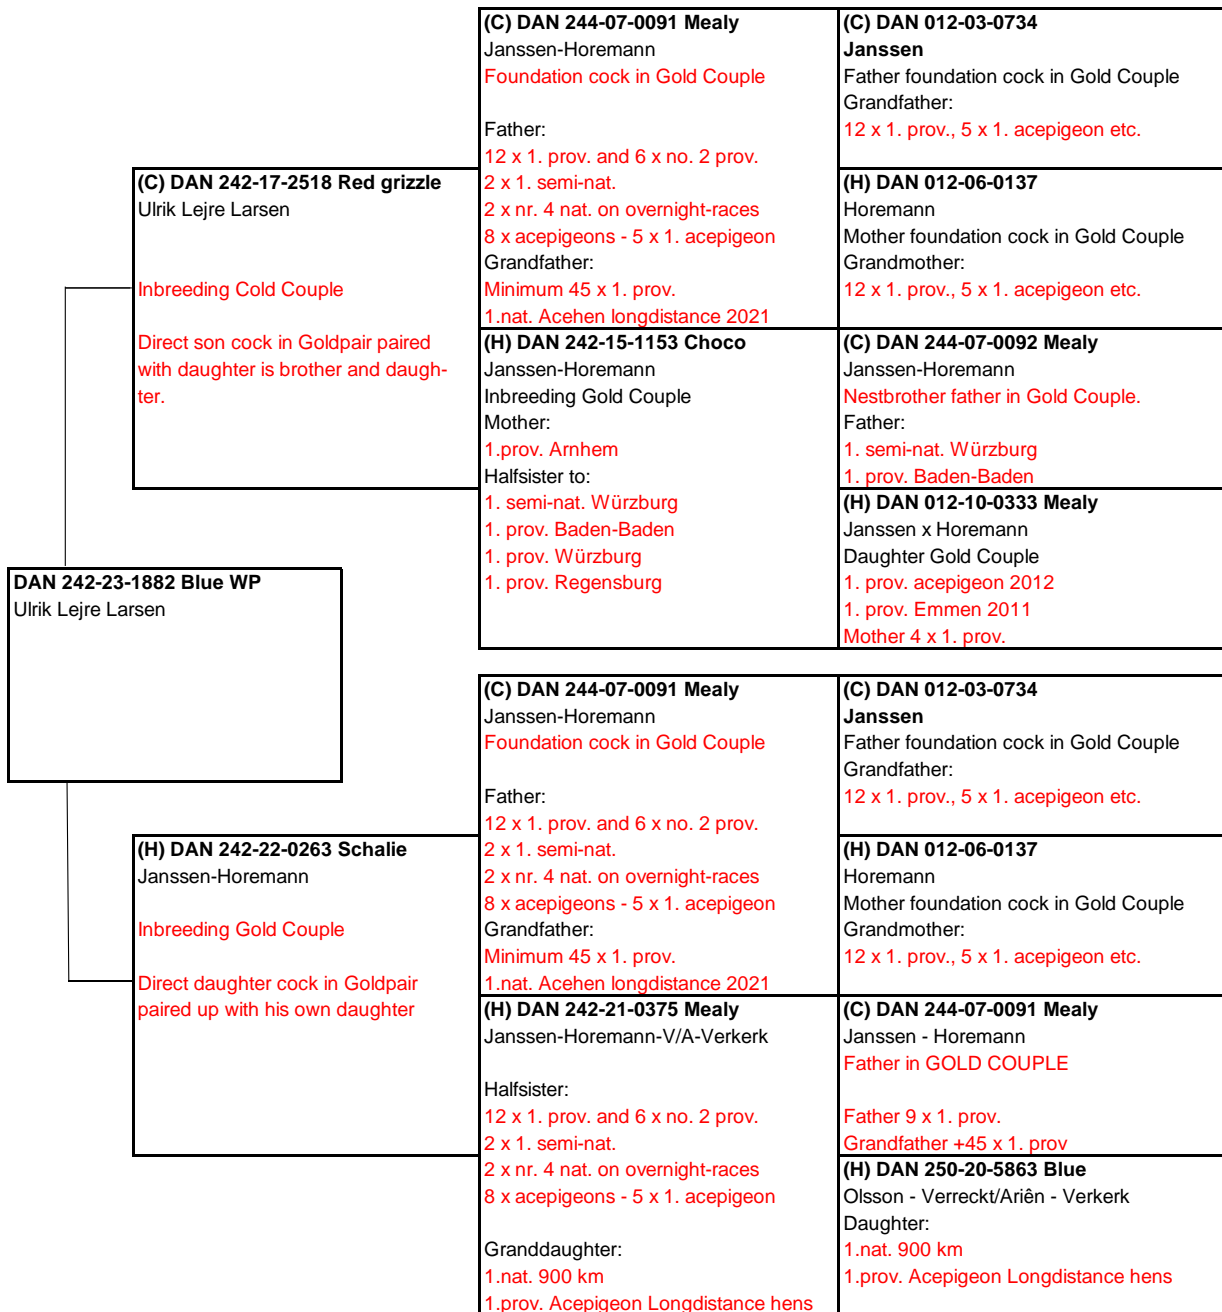 (C) DAN 244-07-0091 Mealy
Janssen-Horemann
Foundation cock in Gold Couple
Father:
12 x 1. prov. and 6 x no. 2 prov.
2 x 1. semi-nat.
2 x nr. 4 nat. on overnight-races
8 x acepigeons - 5 x 1. acepigeon
Grandfather:
Minimum 45 x 1. prov.
1.nat. Acehen longdistance 2021
(C) DAN 012-03-0734
Janssen
Father foundation cock in Gold Couple
Grandfather:
12 x 1. prov., 5 x 1. acepigeon etc.
(H) DAN 012-06-0137
Horemann
Mother foundation cock in Gold Couple
Grandmother:
12 x 1. prov., 5 x 1. acepigeon etc.
(C) DAN 242-17-2518 Red grizzle
Ulrik Lejre Larsen
Inbreeding Cold Couple
Direct son cock in Goldpair paired
with daughter is brother and daugh-
ter.
(H) DAN 242-15-1153 Choco
Janssen-Horemann
Inbreeding Gold Couple
Mother:
1.prov. Arnhem
Halfsister to:
1. semi-nat. Würzburg
1. prov. Baden-Baden
1. prov. Würzburg
1. prov. Regensburg
(C) DAN 244-07-0092 Mealy
Janssen-Horemann
Nestbrother father in Gold Couple.
Father:
1. semi-nat. Würzburg
1. prov. Baden-Baden
(H) DAN 012-10-0333 Mealy
Janssen x Horemann
Daughter Gold Couple
1. prov. acepigeon 2012
1. prov. Emmen 2011
Mother 4 x 1. prov.
DAN 242-23-1882 Blue WP
Ulrik Lejre Larsen
(C) DAN 244-07-0091 Mealy
Janssen-Horemann
Foundation cock in Gold Couple
Father:
12 x 1. prov. and 6 x no. 2 prov.
2 x 1. semi-nat.
2 x nr. 4 nat. on overnight-races
8 x acepigeons - 5 x 1. acepigeon
Grandfather:
Minimum 45 x 1. prov.
1.nat. Acehen longdistance 2021
(C) DAN 012-03-0734
Janssen
Father foundation cock in Gold Couple
Grandfather:
12 x 1. prov., 5 x 1. acepigeon etc.
(H) DAN 012-06-0137
Horemann
Mother foundation cock in Gold Couple
Grandmother:
12 x 1. prov., 5 x 1. acepigeon etc.
(H) DAN 242-22-0263 Schalie
Janssen-Horemann
Inbreeding Gold Couple
Direct daughter cock in Goldpair
paired up with his own daughter
(H) DAN 242-21-0375 Mealy
Janssen-Horemann-V/A-Verkerk
Halfsister:
12 x 1. prov. and 6 x no. 2 prov.
2 x 1. semi-nat.
2 x nr. 4 nat. on overnight-races
8 x acepigeons - 5 x 1. acepigeon
Granddaughter:
1.nat. 900 km
1.prov. Acepigeon Longdistance hens
(C) DAN 244-07-0091 Mealy
Janssen - Horemann
Father in GOLD COUPLE
Father 9 x 1. prov.
Grandfather +45 x 1. prov
(H) DAN 250-20-5863 Blue
Olsson - Verreckt/Ariên - Verkerk
Daughter:
1.nat. 900 km
1.prov. Acepigeon Longdistance hens